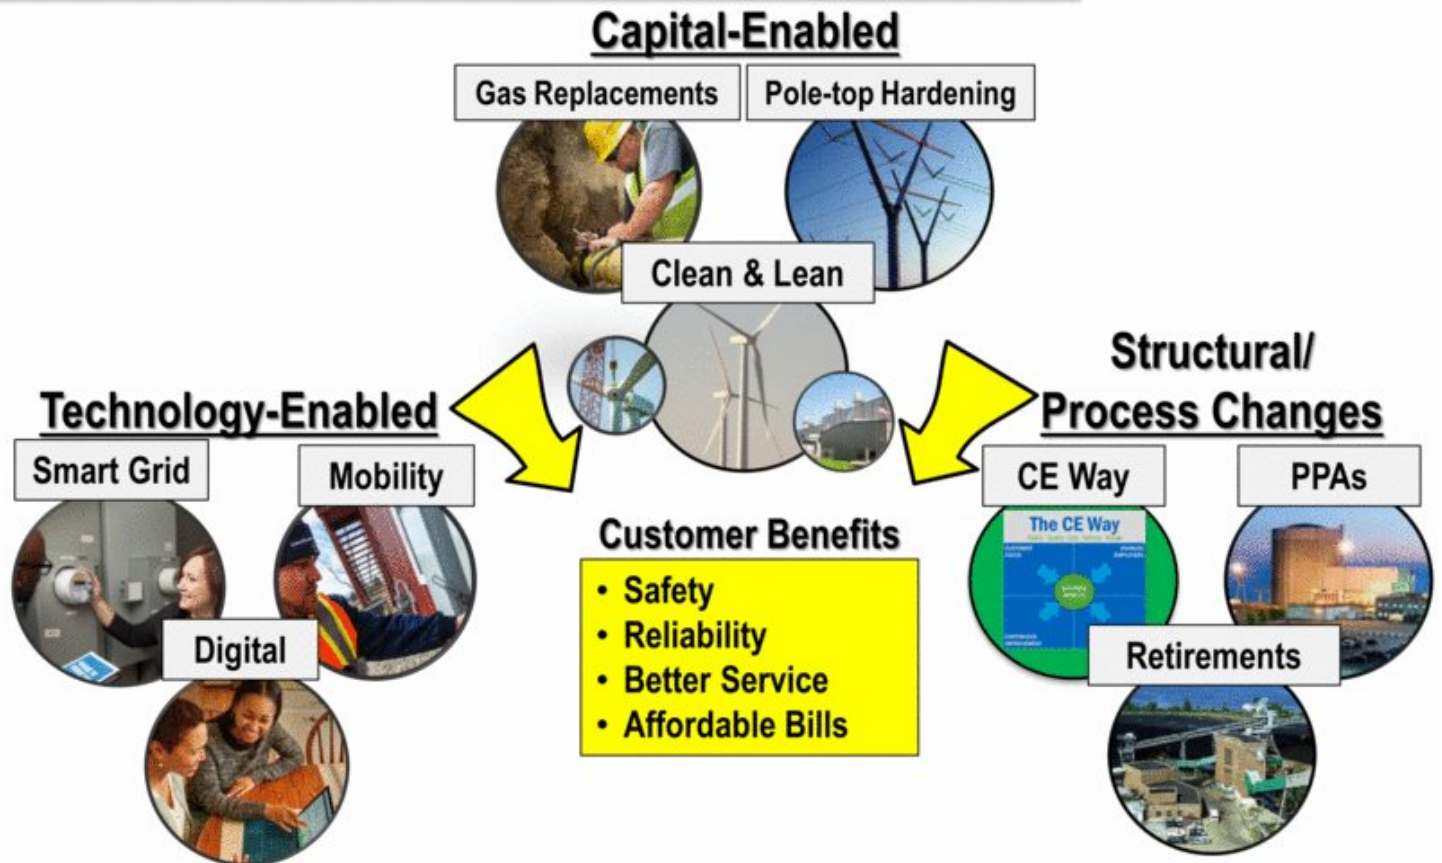 Capital-Enabled
Gas Replacements
Pole-top Hardening
Clean & Lean
Technology-Enabled
Smart Grid
Mobility
Digital
Structural/
Process Changes
CE Way
PPAs
The CE Way
Retirements
Customer Benefits
• Safety
• Reliability
• Better Service
• Affordable Bills